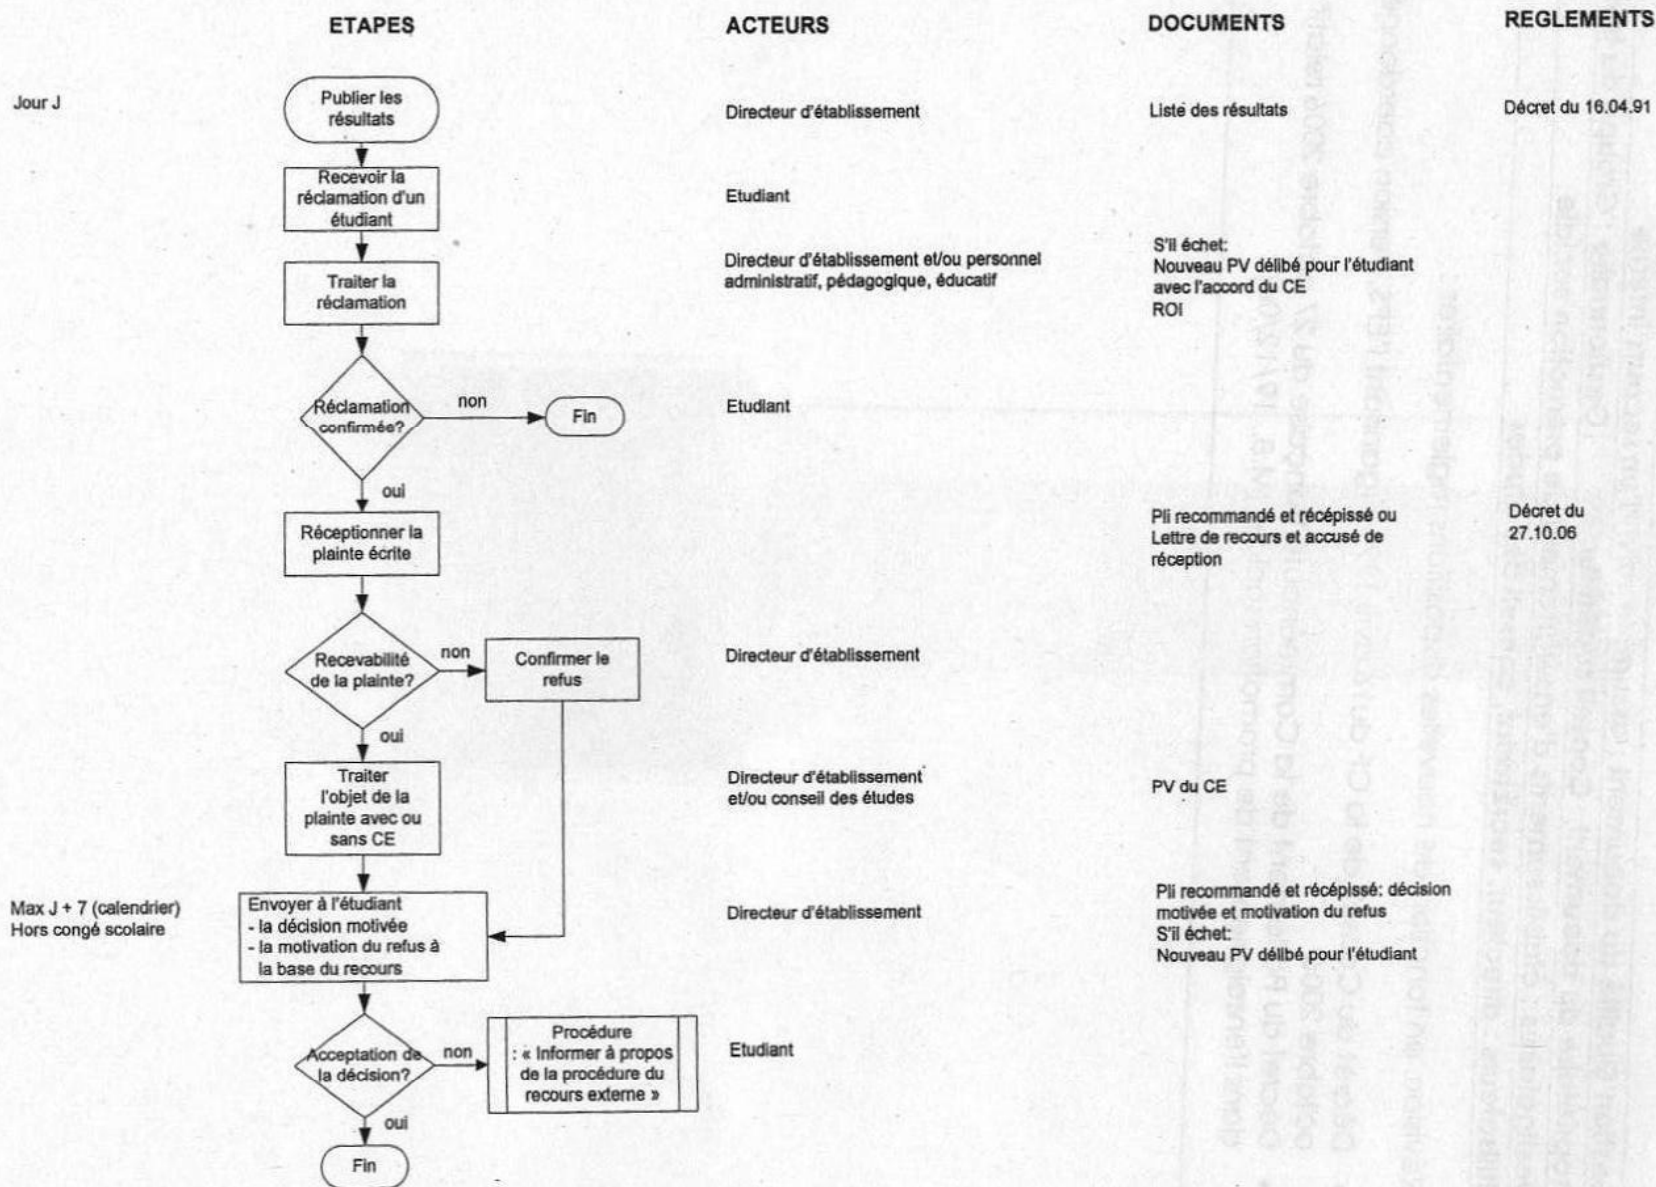 ETAPES
ACTEURS
DOCUMENTS
REGLEMENTS
Jour J
Publier les
résultats
Directeur d'établissement
Liste des résultats
Décret du 16.04.91
Recevoir la
réclamation d'un
étudiant
Etudiant
Traiter la
réclamation
Directeur d'établissement et/ou personnel
administratif, pédagogique, éducatif
S'il échet:
Nouveau PV délibé pour l'étudiant
avec l'accord du CE
ROI
Réclamation
confirmée?
non
Fin
Etudiant
oui
Réceptionner la
plainte écrite
Pli recommandé et récépissé ou
Lettre de recours et accusé de
réception
Décret du
27.10.06
Recevabilité
de la plainte?
non
Confirmer le
refus
Directeur d'établissement
oui
Traiter
l'objet de la
plainte avec ou
sans CE
Directeur d'établissement
et/ou conseil des études
PV du CE
Max J + 7 (calendrier)
Hors congé scolaire
Envoyer à l'étudiant
- la décision motivée
- la motivation du refus à
la base du recours
Directeur d'établissement
Pli recommandé et récépissé: décision
motivée et motivation du refus
S'il échet:
Nouveau PV délibé pour l'étudiant
Acceptation de
la décision?
non
Procédure
: « Informer à propos
de la procédure du
recours externe »
Etudiant
oui
Fin